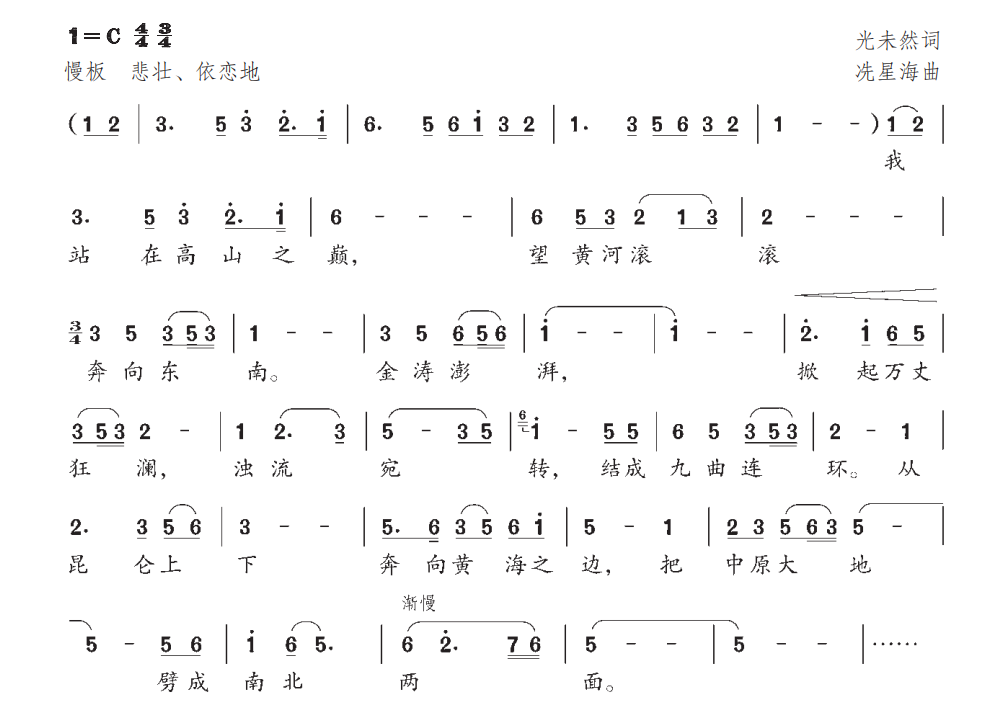 1=C 4/4 3/4
光未然词
慢板 悲壮、依恋地
冼星海曲
(1 2 | 3. 5 3 2. 1 | 6. 5 6 1 3 2 | 1. 3 5 6 3 2 | 1 - - ) 1 2 |
我
3. 5 3 2. 1 | 6 - - - | 6 5 3 2 1 3 | 2 - - - |
站 在 高 山 之 巅, 望 黄 河 滚 滚
3/4 3 5 3 5 3 | 1 - - | 3 5 6 5 6 | 1 - - | 1 - - | 2. 1 6 5 |
奔 向 东 南。 金 涛 澎 湃, 掀 起 万 丈
3 5 3 2 - | 1 2. 3 | 5 - 3 5 | 6 1 - 5 5 | 6 5 3 5 3 | 2 - 1 |
狂 澜, 浊 流 宛 转, 结 成 九 曲 连 环。 从
2. 3 5 6 | 3 - - | 5. 6 3 5 6 1 | 5 - 1 | 2 3 5 6 3 5 - |
昆 仑 上 下 奔 向 黄 海 之 边, 把 中 原 大 地
5 - 5 6 | 1 6 5. | 6 2. 7 6 | 5 - - | 5 - - | ……
渐慢
劈 成 南 北 两 面。